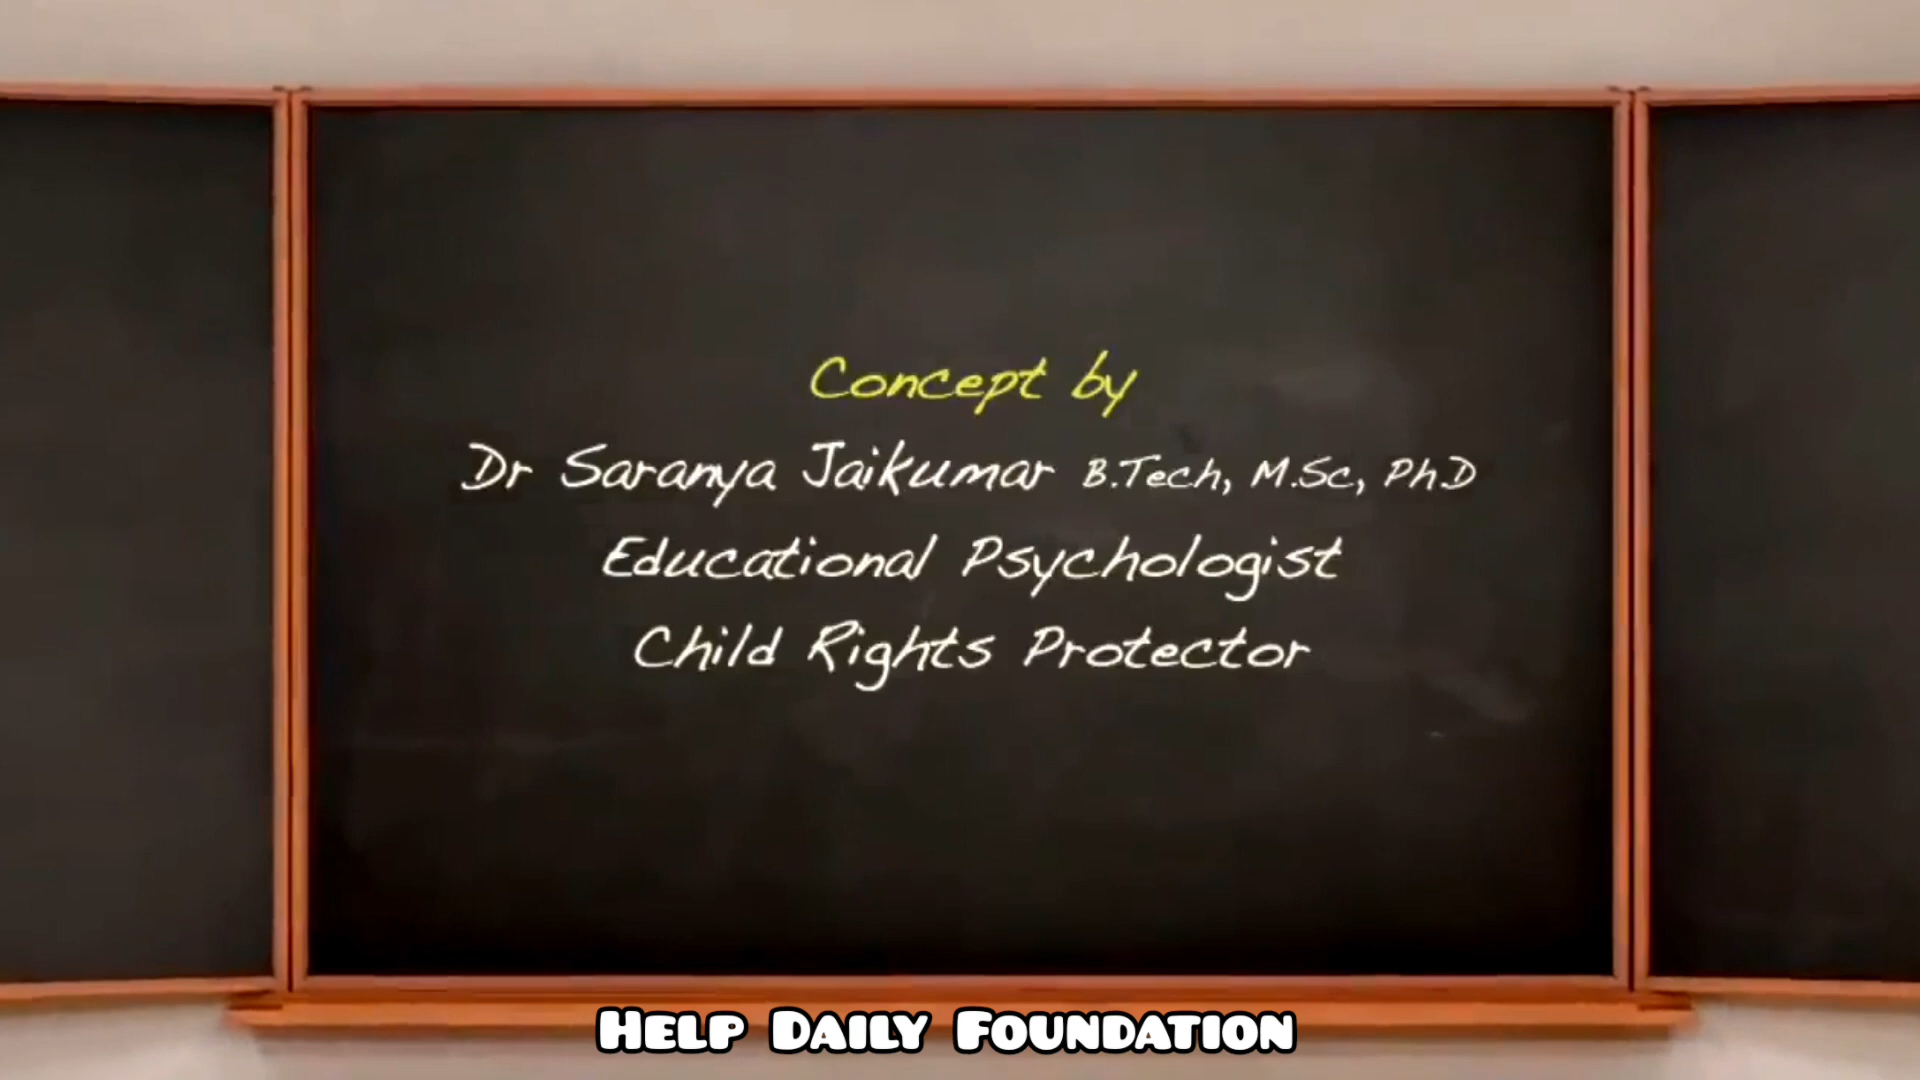 Concept by
Dr Saranya Jaikumar B.Tech, M.Sc, PhD
Educational Psychologist
Child Rights Protector
HELP DAILY FOUNDATION